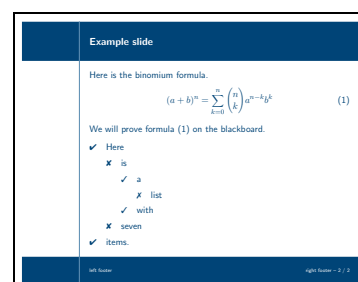 Example slide
Here is the binomium formula.
(a + b)^n = \sum_{k=0}^{n} \binom{n}{k} a^{n-k} b^k (1)
We will prove formula (1) on the blackboard.
✔ Here
✘ is
✓ a
✗ list
✓ with
✘ seven
✔ items.
left footer right footer – 2 / 2